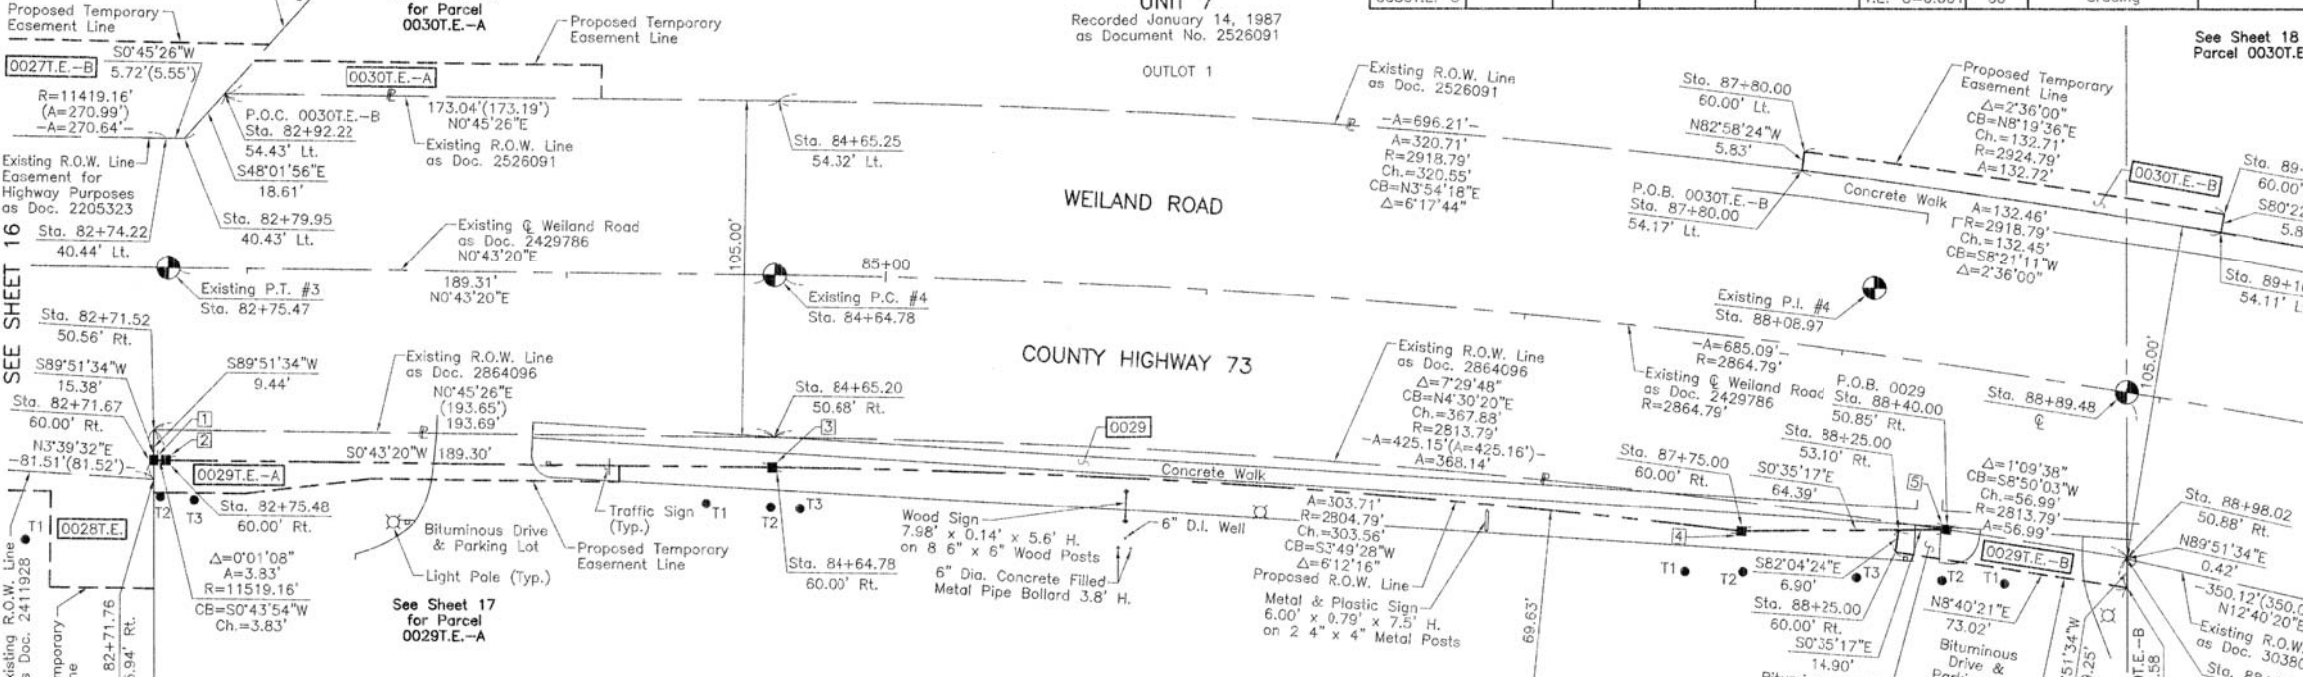 Proposed Temporary
Easement Line
for Parcel
0030T.E.-A
Proposed Temporary
Easement Line
UNIT 7
Recorded January 14, 1987
as Document No. 2526091
OUTLOT 1
Grading
See Sheet 18
Parcel 0030T.E
0027T.E.-B
S0°45'26"W
5.72'(5.55')
R=11419.16'
(A=270.99')
-A=270.64'-
0030T.E.-A
P.O.C. 0030T.E.-B
Sta. 82+92.22
54.43' Lt.
S48°01'56"E
18.61'
173.04'(173.19')
N0°45'26"E
Existing R.O.W. Line
as Doc. 2526091
Existing R.O.W. Line
Easement for
Highway Purposes
as Doc. 2205323
Sta. 82+79.95
40.43' Lt.
Sta. 82+74.22
40.44' Lt.
SEE SHEET 16
105.00'
Sta. 84+65.25
54.32' Lt.
Existing R.O.W. Line
as Doc. 2526091
-A=696.21'-
A=320.71'
R=2918.79'
Ch.=320.55'
CB=N3°54'18"E
Δ=6°17'44"
WEILAND ROAD
Sta. 87+80.00
60.00' Lt.
N82°58'24"W
5.83'
P.O.B. 0030T.E.-B
Sta. 87+80.00
54.17' Lt.
Proposed Temporary
Easement Line
Δ=2°36'00"
CB=N8°19'36"E
Ch.=132.71'
R=2924.79'
A=132.72'
Concrete Walk
A=132.46'
R=2918.79'
Ch.=132.45'
CB=S8°21'11"W
Δ=2°36'00"
0030T.E.-B
Sta. 89+
60.00'
S80°22
5.8
Sta. 89+1
54.11' L
Existing ℄ Weiland Road
as Doc. 2429786
N0°43'20"E
189.31'
N0°43'20"E
Existing P.T. #3
Sta. 82+75.47
85+00
Existing P.C. #4
Sta. 84+64.78
Existing P.I. #4
Sta. 88+08.97
COUNTY HIGHWAY 73
-A=685.09'-
R=2864.79'
Existing ℄ Weiland Road
as Doc. 2429786
R=2864.79'
105.00'
Sta. 88+89.48
℄
Sta. 82+71.52
50.56' Rt.
S89°51'34"W
15.38'
Sta. 82+71.67
60.00' Rt.
N3°39'32"E
-81.51'(81.52')-
S89°51'34"W
9.44'
1
2
Existing R.O.W. Line
as Doc. 2864096
N0°45'26"E
(193.65')
193.69'
S0°43'20"W 189.30'
0029T.E.-A
Sta. 82+75.48
60.00' Rt.
T1
T2
T3
0028T.E.
Δ=0°01'08"
A=3.83'
R=11519.16'
CB=S0°43'54"W
Ch.=3.83'
Bituminous Drive
& Parking Lot
Light Pole (Typ.)
See Sheet 17
for Parcel
0029T.E.-A
Proposed Temporary
Easement Line
Traffic Sign
(Typ.)
Sta. 84+65.20
50.68' Rt.
3
T1
T2
T3
Sta. 84+64.78
60.00' Rt.
0029
Concrete Walk
Wood Sign
7.98' x 0.14' x 5.6' H.
on 8 6" x 6" Wood Posts
6" D.I. Well
6" Dia. Concrete Filled
Metal Pipe Bollard 3.8' H.
Existing R.O.W. Line
as Doc. 2864096
Δ=7°29'48"
CB=N4°30'20"E
Ch.=367.88'
R=2813.79'
-A=425.15'(A=425.16')-
A=368.14'
A=303.71'
R=2804.79'
Ch.=303.56'
CB=S3°49'28"W
Δ=6°12'16"
Proposed R.O.W. Line
Metal & Plastic Sign
6.00' x 0.79' x 7.5' H.
on 2 4" x 4" Metal Posts
69.63'
Sta. 87+75.00
60.00' Rt.
P.O.B. 0029
Sta. 88+40.00
50.85' Rt.
Sta. 88+25.00
53.10' Rt.
S0°35'17"E
64.39'
4
5
T1
T2
T3
T2
T1
S82°04'24"E
6.90'
Sta. 88+25.00
60.00' Rt.
S0°35'17"E
14.90'
Δ=1°09'38"
CB=S8°50'03"W
Ch.=56.99'
R=2813.79'
A=56.99'
0029T.E.-B
N8°40'21"E
73.02'
Bituminous
Drive &
Sta. 88+98.02
50.88' Rt.
N89°51'34"E
0.42'
-350.12'(350.0
N12°40'20"E
Existing R.O.W.
as Doc. 30380
xisting R.O.W. Line
s Doc. 2411928
82+71.76
5.94' Rt.